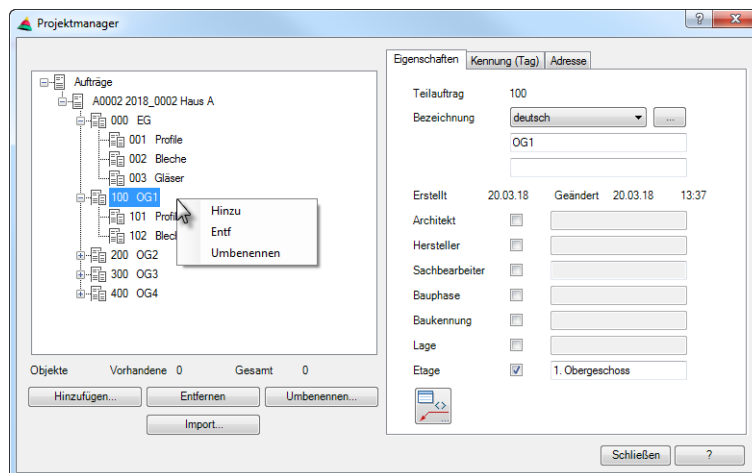 Projektmanager
?
Aufträge
A0002 2018_0002 Haus A
000 EG
001 Profile
002 Bleche
003 Gläser
100 OG1
101 Profil
102 Blech
200 OG2
300 OG3
400 OG4
Hinzu
Entf
Umbenennen
Objekte Vorhandene 0 Gesamt 0
Hinzufügen... Entfernen Umbenennen...
Import...
Eigenschaften Kennung (Tag) Adresse
Teilauftrag 100
Bezeichnung deutsch ...
OG1
Erstellt 20.03.18 Geändert 20.03.18 13:37
Architekt
Hersteller
Sachbearbeiter
Bauphase
Baukennung
Lage
Etage 1. Obergeschoss
<> ...
Schließen ?